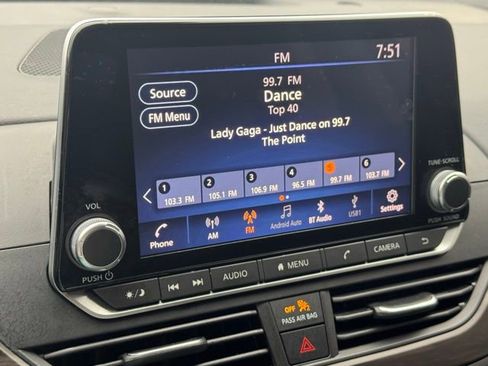 FM
7:51
Source
FM Menu
99.7 FM
Dance
Top 40
Lady Gaga - Just Dance on 99.7
The Point
1 2 3 4 5 6
103.3 FM 105.1 FM 106.9 FM 96.5 FM 99.7 FM 103.7 FM
Phone AM FM Android Auto BT Audio USB1 Settings
VOL
PUSH
TUNE·SCROLL
PUSH SOUND
AUDIO MENU CAMERA
OFF
PASS AIR BAG